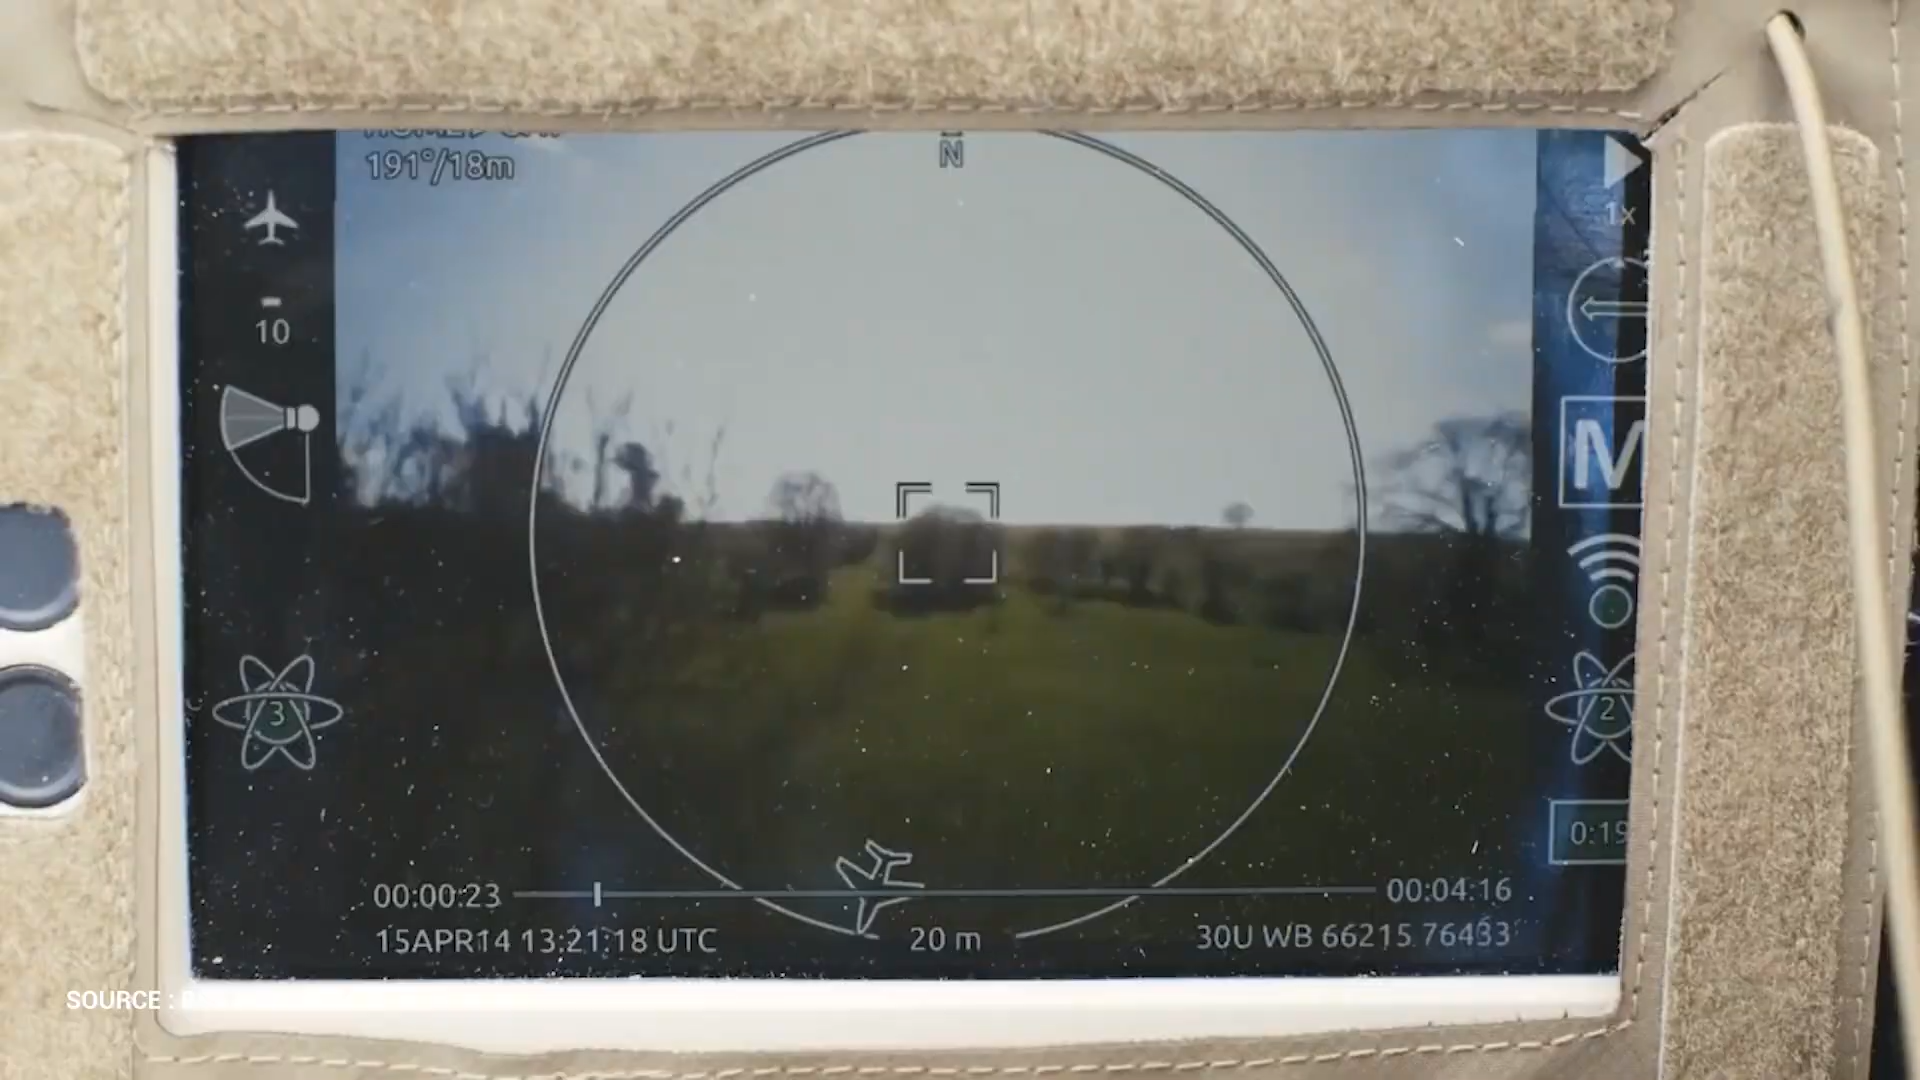 191°/18m
N
1x
10
M
3
2
0:19
00:00:23
00:04:16
15APR14 13:21:18 UTC
20 m
30U WB 66215 76433
SOURCE :